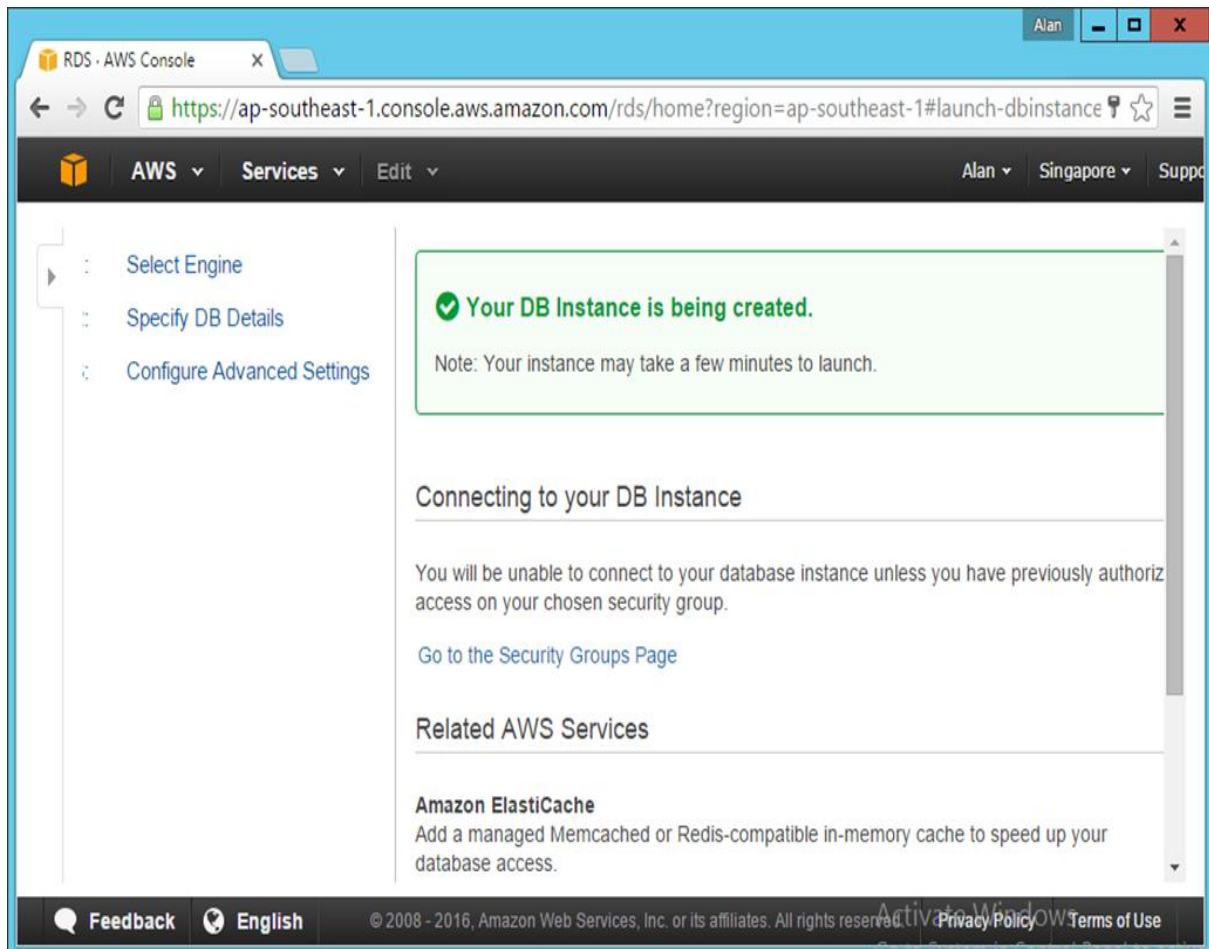 Alan
RDS - AWS Console
https://ap-southeast-1.console.aws.amazon.com/rds/home?region=ap-southeast-1#launch-dbinstance
AWS Services Edit Alan Singapore Suppo
Select Engine
Specify DB Details
Configure Advanced Settings
Your DB Instance is being created.
Note: Your instance may take a few minutes to launch.
Connecting to your DB Instance
You will be unable to connect to your database instance unless you have previously authoriz
access on your chosen security group.
Go to the Security Groups Page
Related AWS Services
Amazon ElastiCache
Add a managed Memcached or Redis-compatible in-memory cache to speed up your
database access.
Feedback English © 2008 - 2016, Amazon Web Services, Inc. or its affiliates. All rights reserved. Privacy Policy Terms of Use
Activate Windows